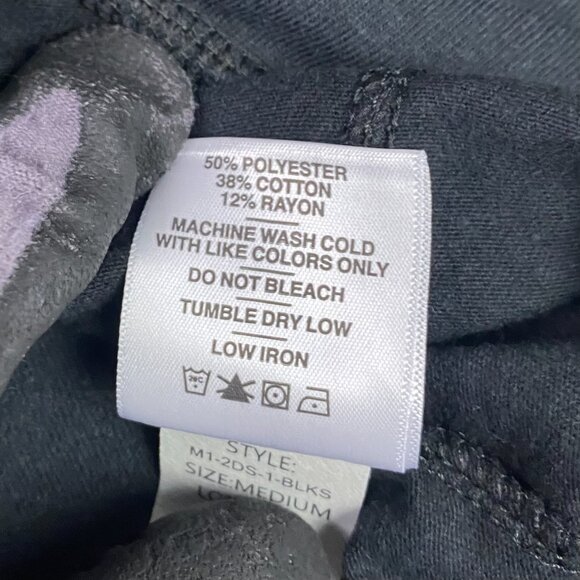 50% POLYESTER
38% COTTON
12% RAYON
MACHINE WASH COLD
WITH LIKE COLORS ONLY
DO NOT BLEACH
TUMBLE DRY LOW
LOW IRON
STYLE:
M1-2DS-1-BLKS
SIZE:MEDIUM